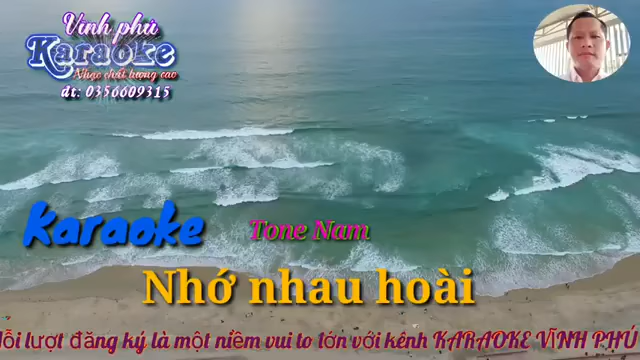 Vĩnh phú
Karaoke
Nhạc chất lượng cao
đt: 0356609315
Karaoke
Tone Nam
Nhớ nhau hoài
lượt đăng ký là một niềm vui to lớn với kênh KARAOKE VĨNH PHÚ